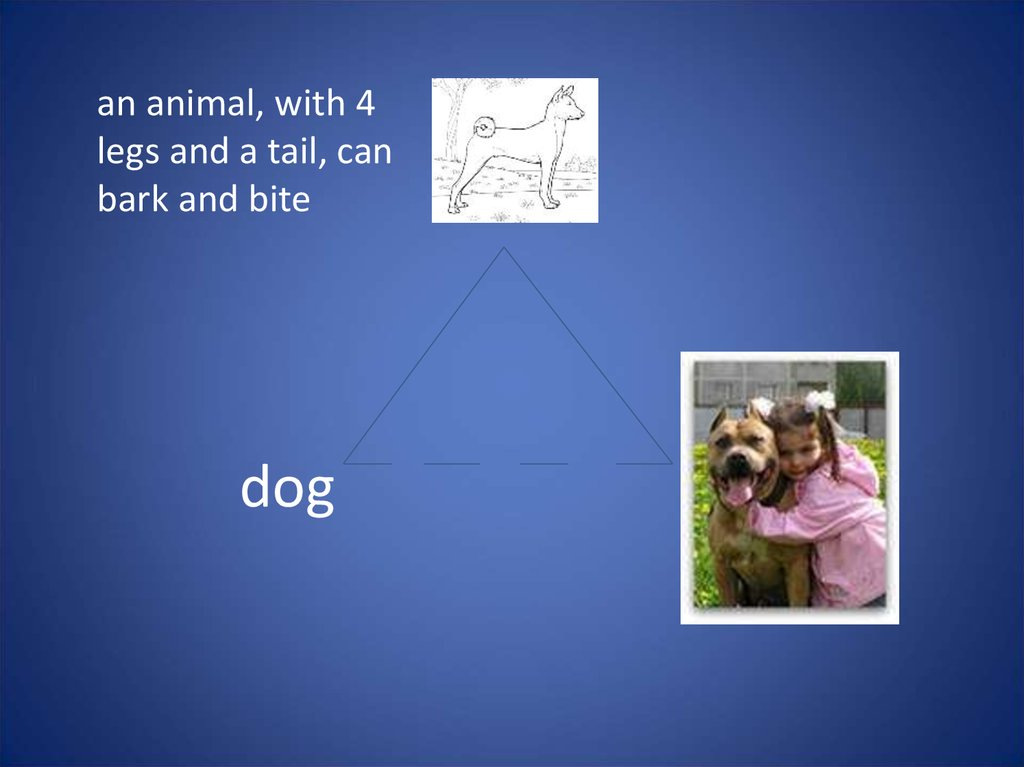 an animal, with 4
legs and a tail, can
bark and bite
dog